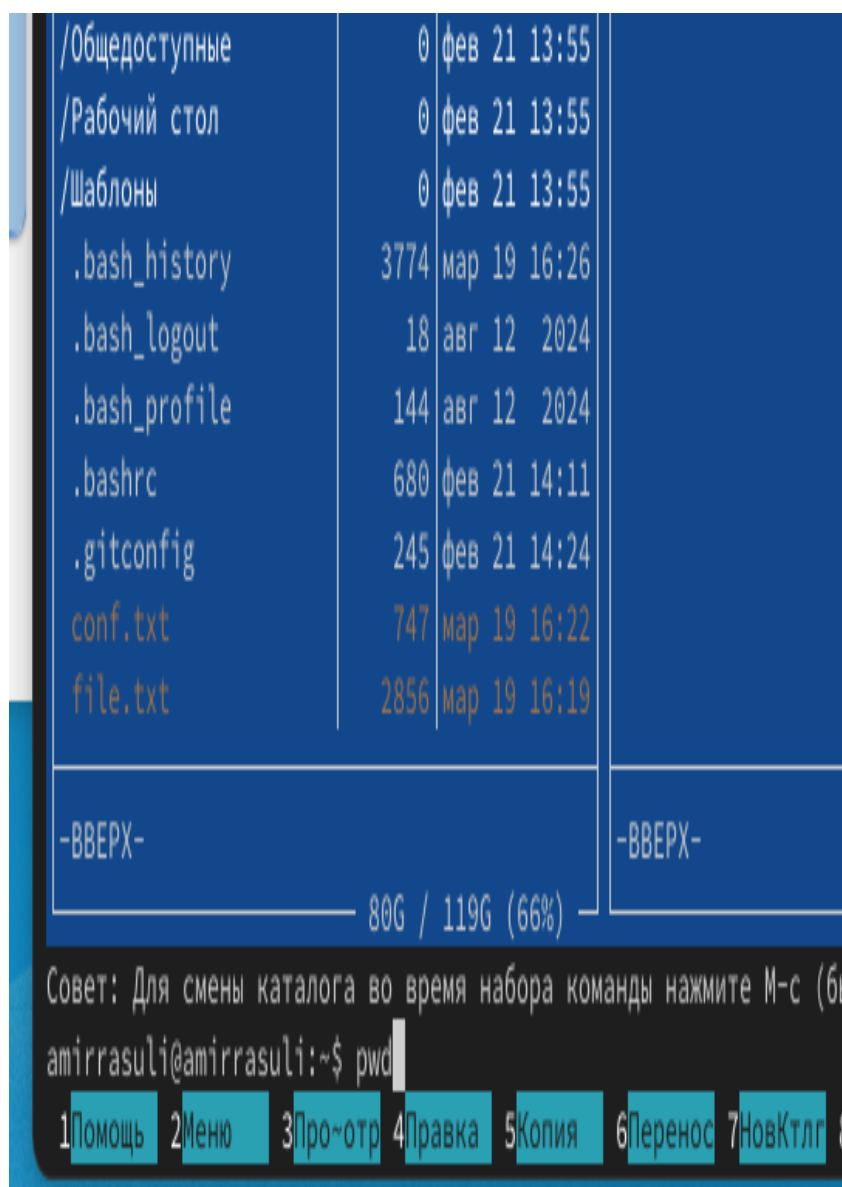 /Общедоступные 0 фев 21 13:55
/Рабочий стол 0 фев 21 13:55
/Шаблоны 0 фев 21 13:55
.bash_history 3774 мар 19 16:26
.bash_logout 18 авг 12 2024
.bash_profile 144 авг 12 2024
.bashrc 680 фев 21 14:11
.gitconfig 245 фев 21 14:24
conf.txt 747 мар 19 16:22
file.txt 2856 мар 19 16:19
-ВВЕРХ- -ВВЕРХ-
80G / 119G (66%)
Совет: Для смены каталога во время набора команды нажмите M-c (бы
amirrasuli@amirrasuli:~$ pwd
1Помощь 2Меню 3Про~отр 4Правка 5Копия 6Перенос 7НовКтлг 8